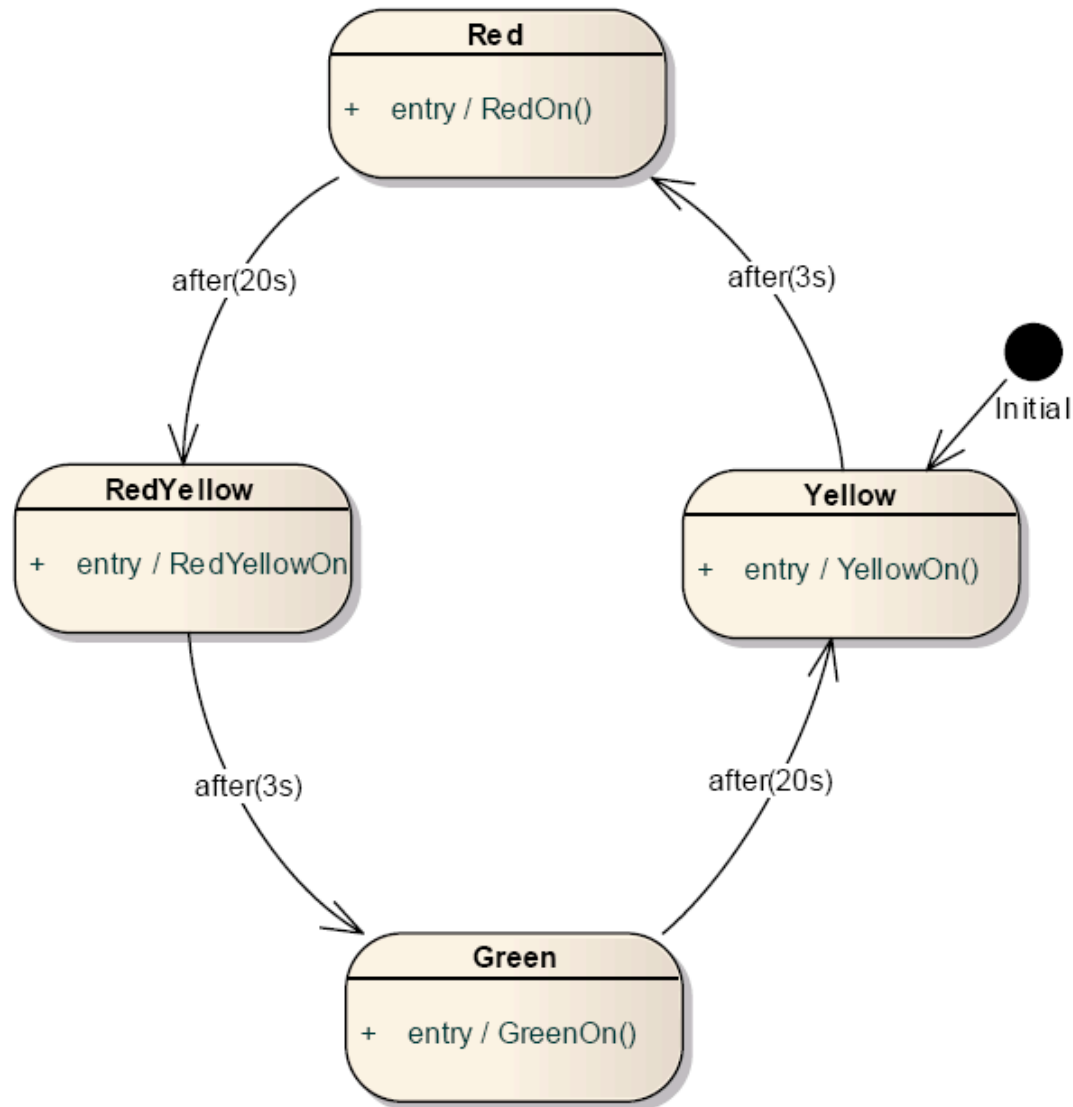 Red
+ entry / RedOn()
after(20s)
after(3s)
Initial
RedYellow
+ entry / RedYellowOn
Yellow
+ entry / YellowOn()
after(3s)
after(20s)
Green
+ entry / GreenOn()